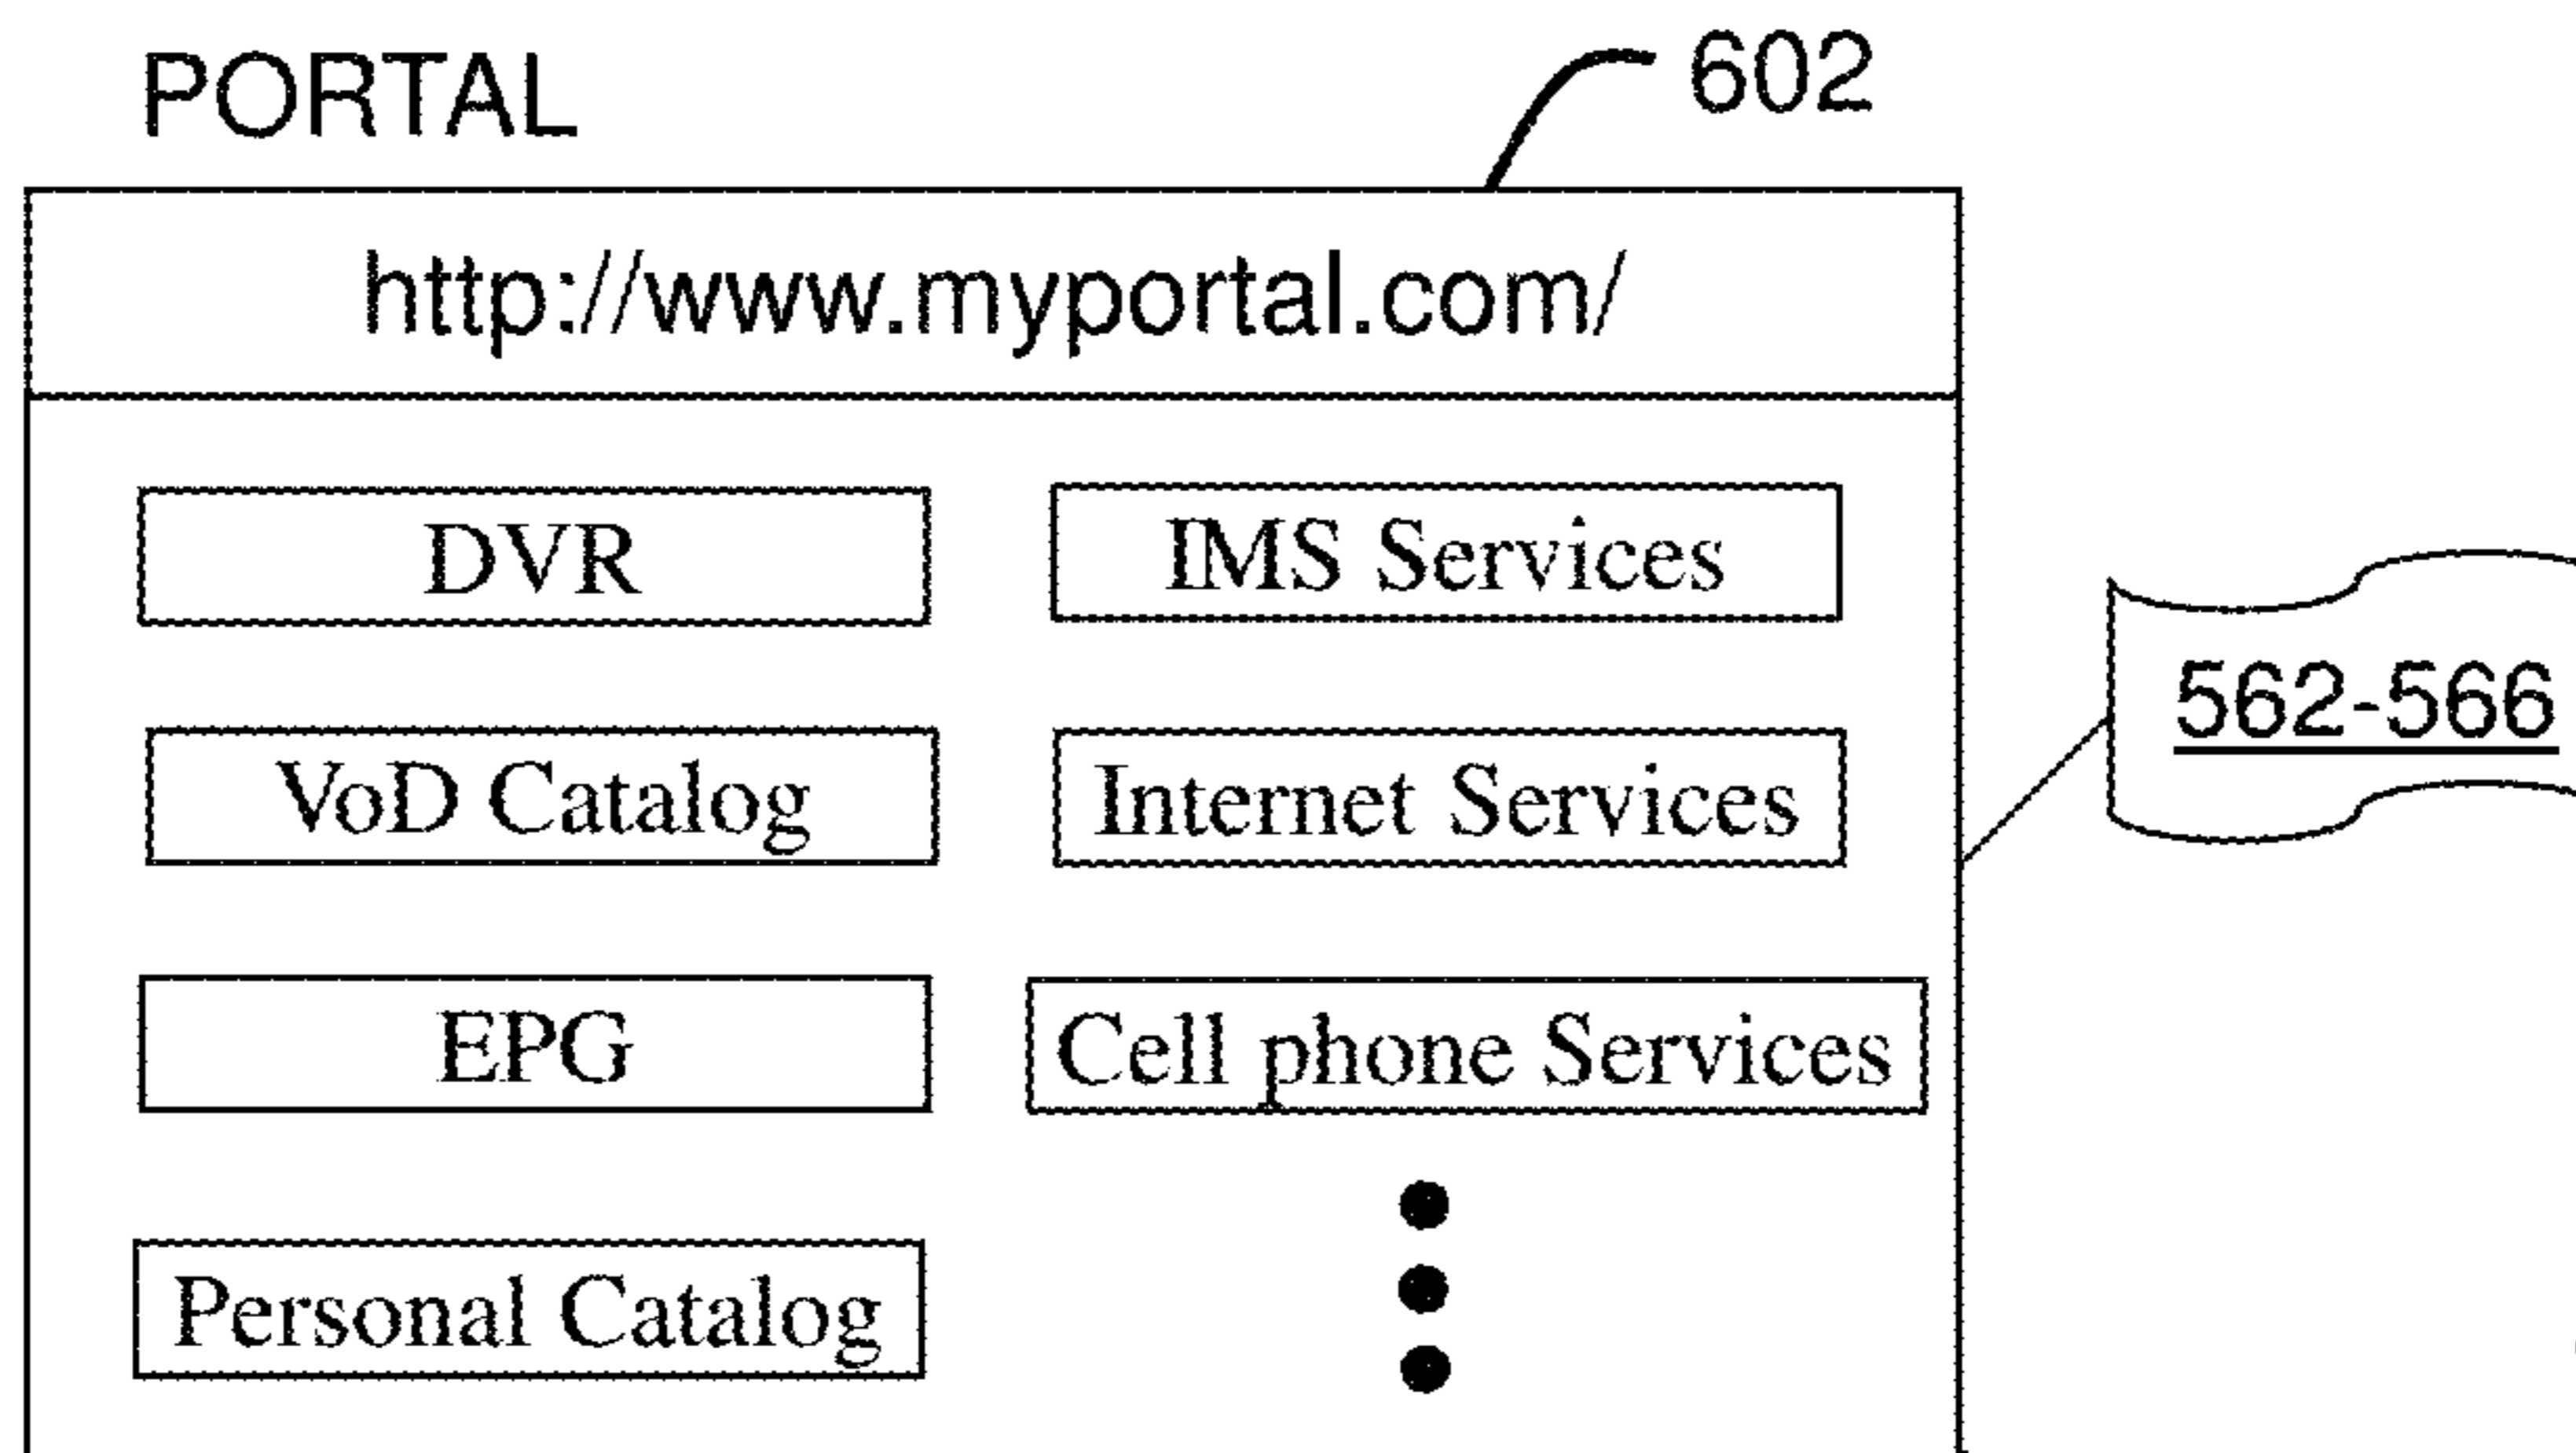 PORTAL
602
http://www.myportal.com/
DVR
IMS Services
VoD Catalog
Internet Services
EPG
Cell phone Services
Personal Catalog
562-566